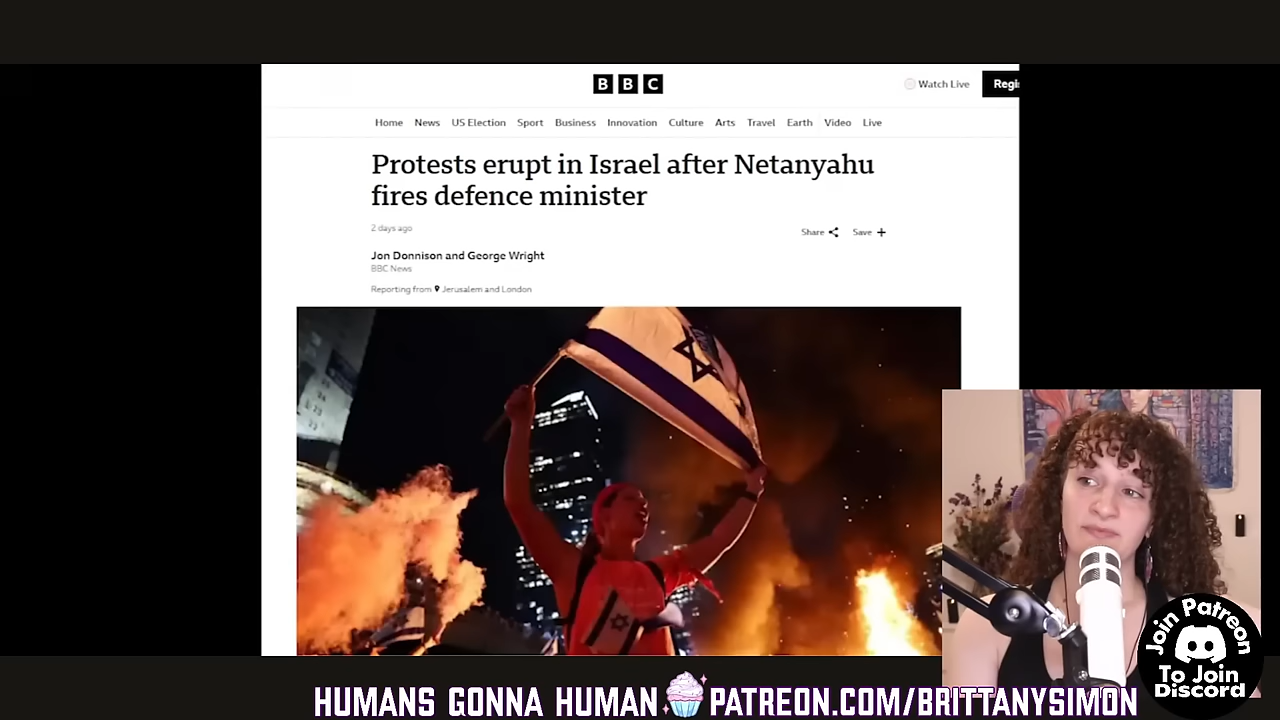 BBC
Watch Live
Regi
Home News US Election Sport Business Innovation Culture Arts Travel Earth Video Live
Protests erupt in Israel after Netanyahu
fires defence minister
2 days ago
Share Save +
Jon Donnison and George Wright
BBC News
Reporting from Jerusalem and London
Join Patreon
To Join
Discord
HUMANS GONNA HUMAN PATREON.COM/BRITTANYSIMON